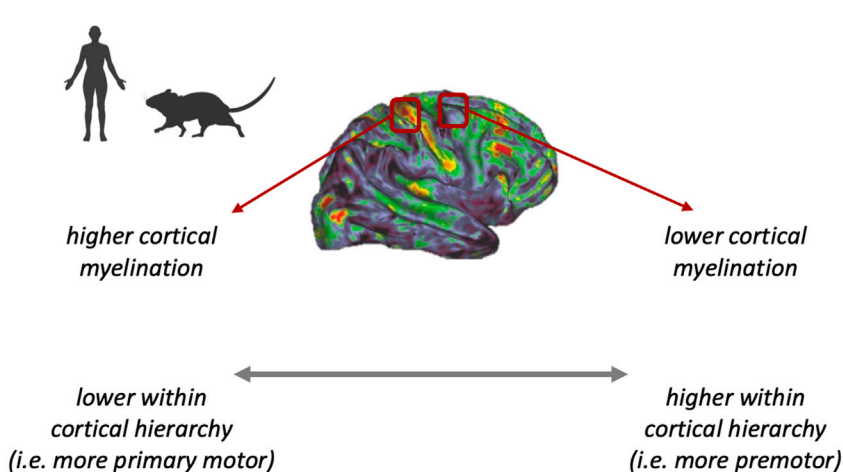 higher cortical
myelination
lower cortical
myelination
lower within
cortical hierarchy
(i.e. more primary motor)
higher within
cortical hierarchy
(i.e. more premotor)